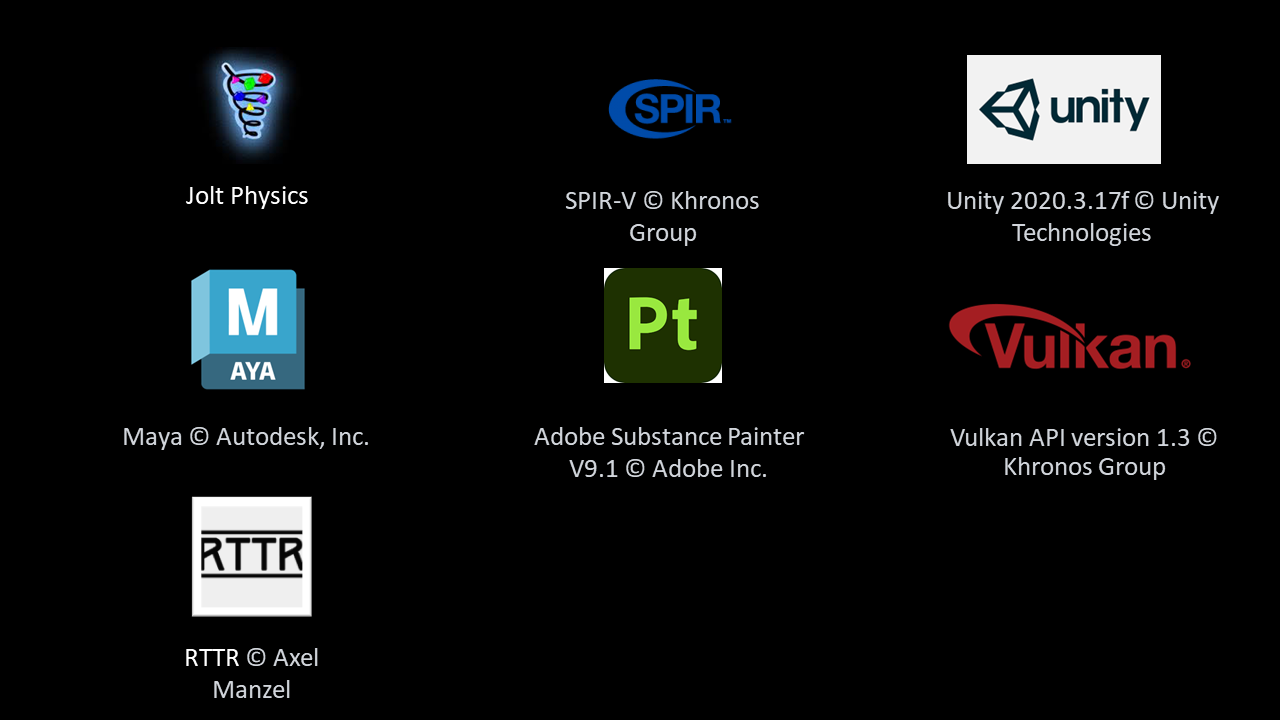 SPIR™
unity
Jolt Physics
SPIR-V © Khronos
Group
Unity 2020.3.17f © Unity
Technologies
M
AYA
Pt
Vulkan®
Maya © Autodesk, Inc.
Adobe Substance Painter
V9.1 © Adobe Inc.
Vulkan API version 1.3 ©
Khronos Group
RTTR
RTTR © Axel
Manzel